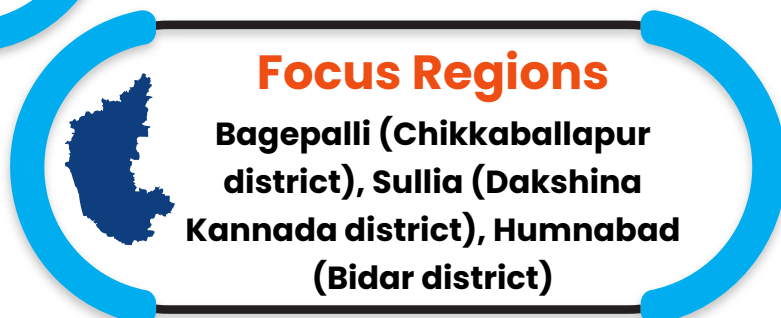 Focus Regions
Bagepalli (Chikkaballapur
district), Sullia (Dakshina
Kannada district), Humnabad
(Bidar district)